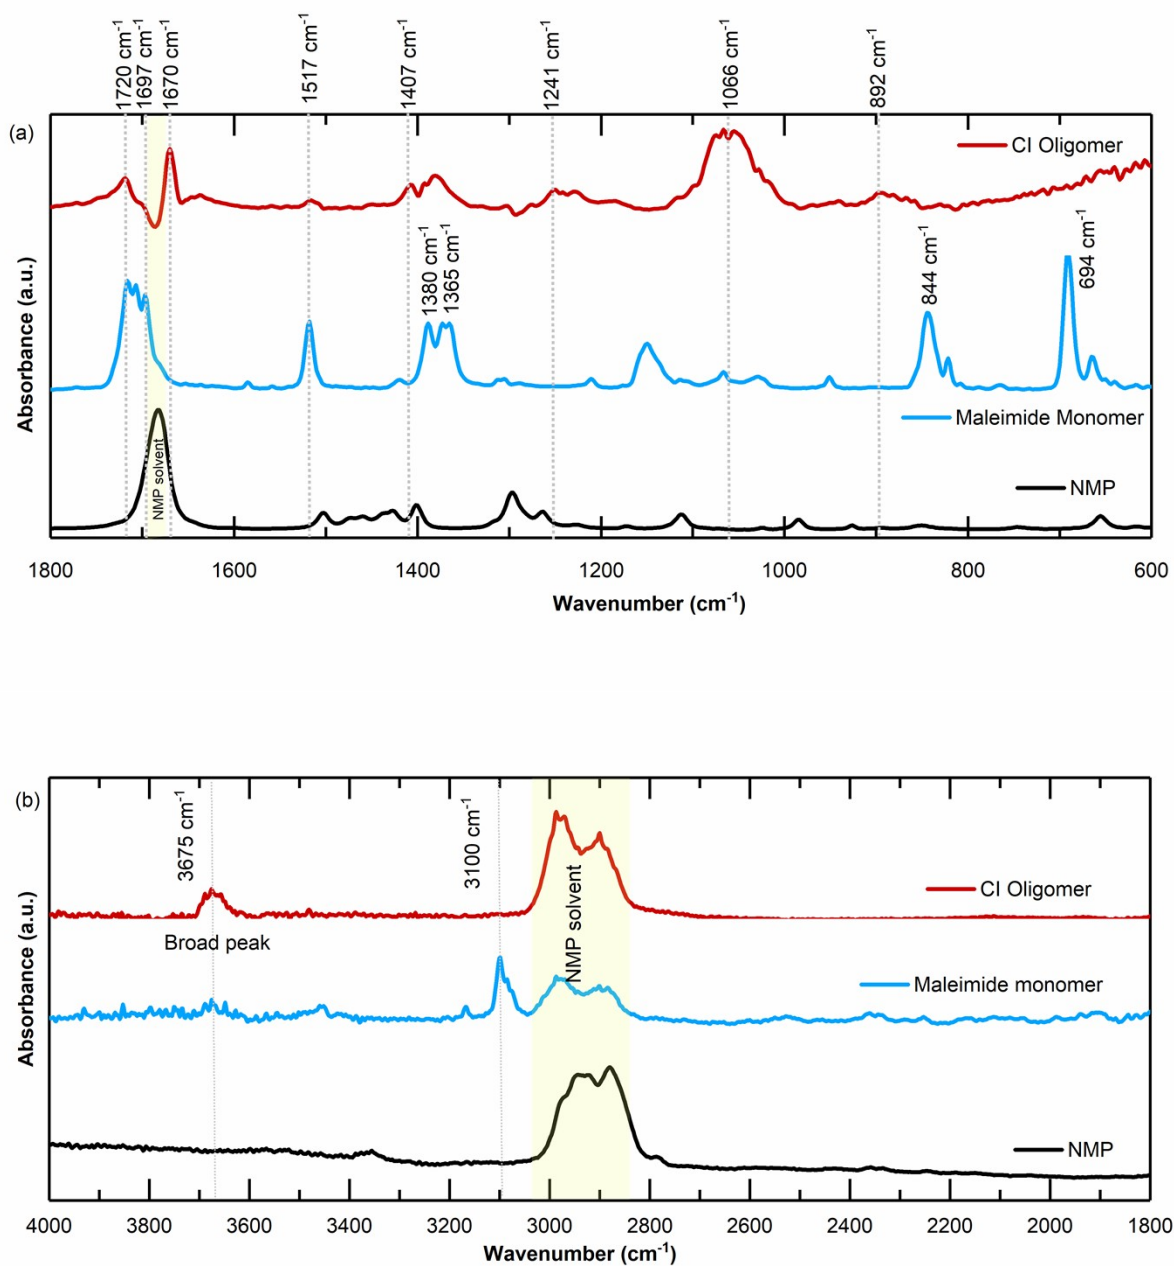 1720 cm⁻¹
1697 cm⁻¹
1670 cm⁻¹
1517 cm⁻¹
1407 cm⁻¹
1241 cm⁻¹
1066 cm⁻¹
892 cm⁻¹
(a)
CI Oligomer
1380 cm⁻¹
1365 cm⁻¹
844 cm⁻¹
694 cm⁻¹
Maleimide Monomer
NMP solvent
NMP
Absorbance (a.u.)
1800 1600 1400 1200 1000 800 600
Wavenumber (cm⁻¹)
(b)
3675 cm⁻¹
3100 cm⁻¹
CI Oligomer
Broad peak
NMP solvent
Maleimide monomer
NMP
Absorbance (a.u.)
4000 3800 3600 3400 3200 3000 2800 2600 2400 2200 2000 1800
Wavenumber (cm⁻¹)